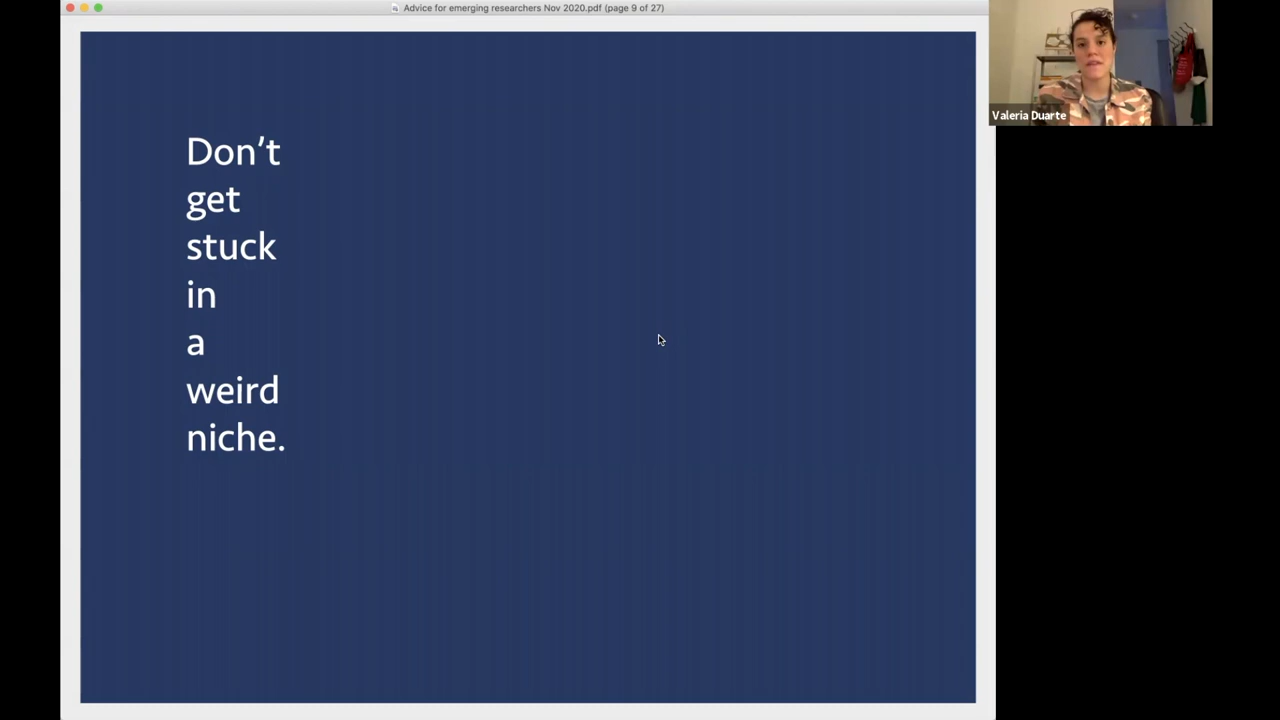 Advice for emerging researchers Nov 2020.pdf (page 9 of 27)
Valeria Duarte
Don’t
get
stuck
in
a
weird
niche.